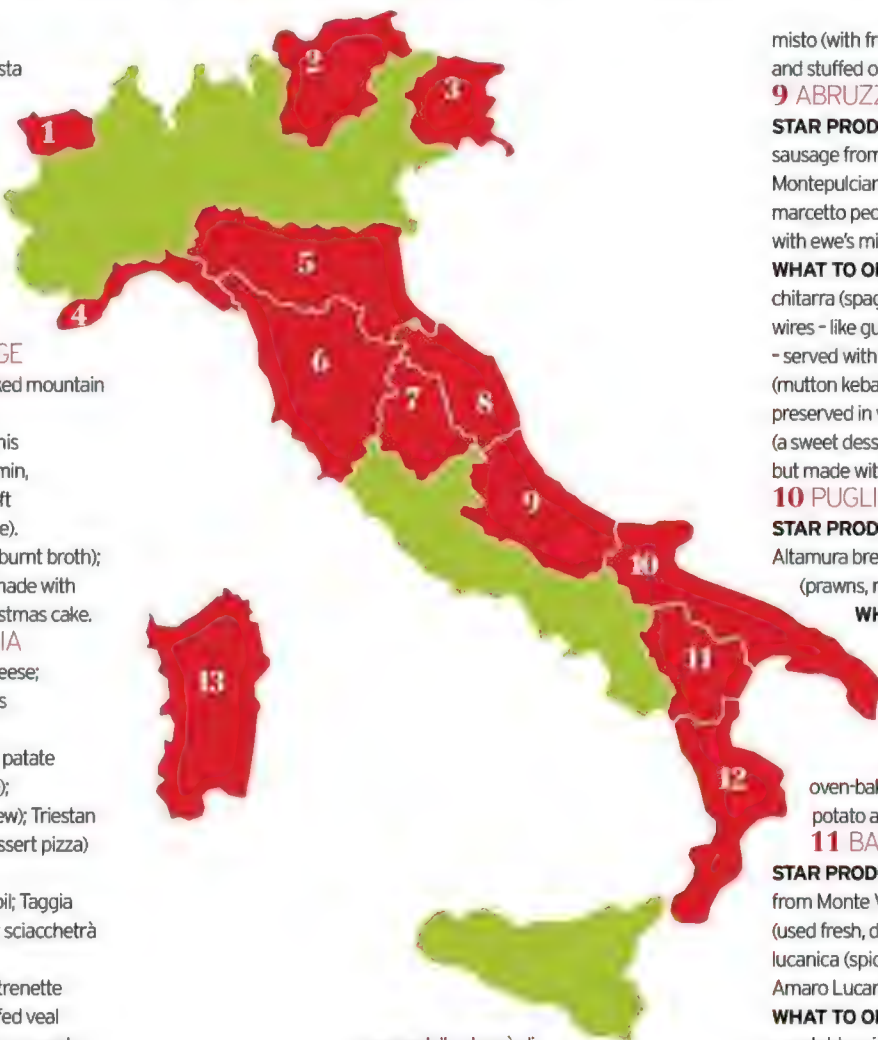 sta
GE
ked mountain
nis
min,
ft
e).
burnt broth);
made with
stmas cake.
IA
eese;
s
patate
);
ew); Triestan
ssert pizza)
oil; Taggia
sciacchetrà
trenette
fed veal
1
2
3
4
5
6
7
8
9
10
11
12
13
misto (with fr
and stuffed o
9 ABRUZZ
STAR PROD
sausage from
Montepulcian
marcetto pec
with ewe's mi
WHAT TO OR
chitarra (spag
wires - like gu
- served with
(mutton keba
preserved in
(a sweet dess
but made with
10 PUGLI
STAR PROD
Altamura bre
(prawns, r
WH
oven-bak
potato a
11 BA
STAR PROD
from Monte V
(used fresh, d
lucanica (spic
Amaro Lucan
WHAT TO OR